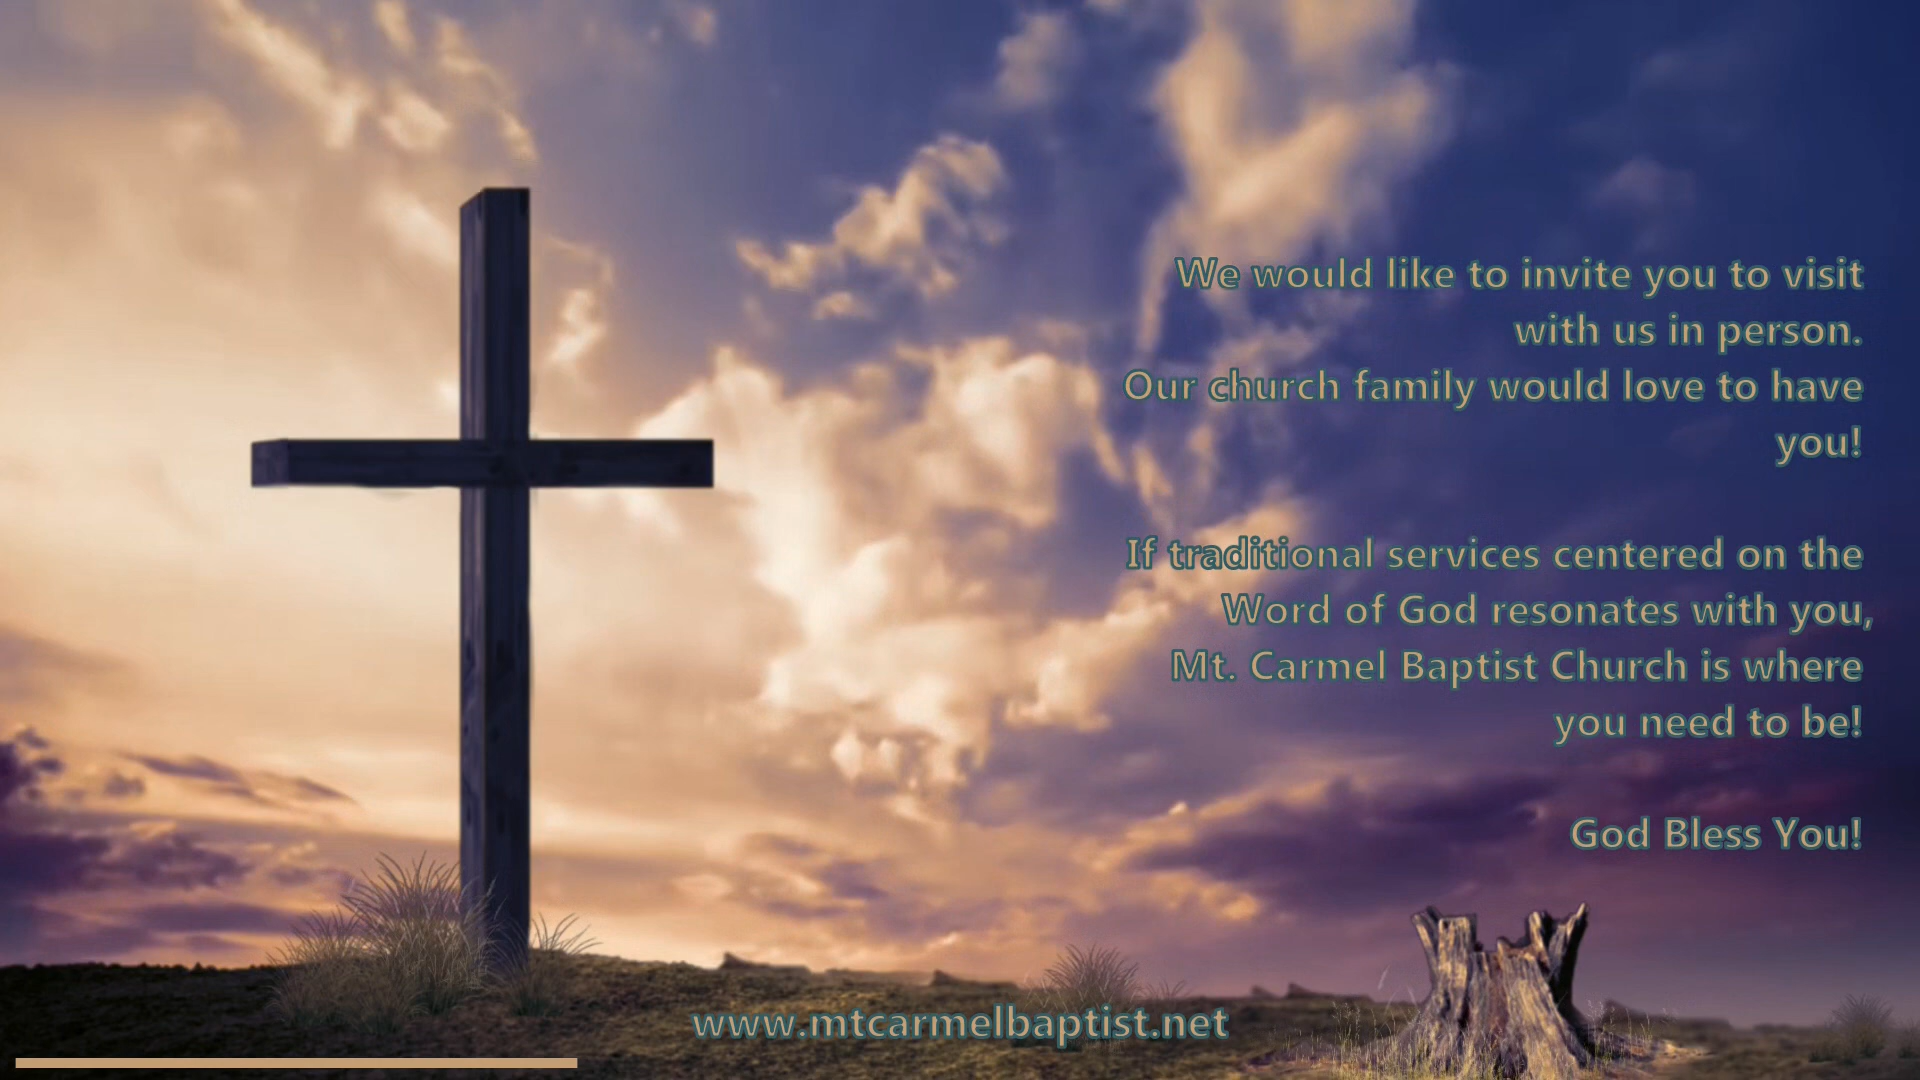 We would like to invite you to visit
with us in person.
Our church family would love to have
you!
If traditional services centered on the
Word of God resonates with you,
Mt. Carmel Baptist Church is where
you need to be!
God Bless You!
www.mtcarmelbaptist.net